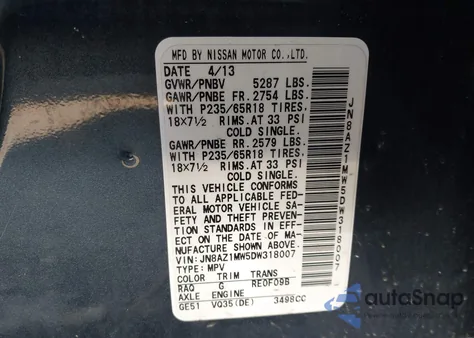 MFD BY NISSAN MOTOR CO.,LTD.
DATE 4/13
GVWR/PNBV 5287 LBS.
GAWR/PNBE FR. 2754 LBS.
WITH P235/65R18 TIRES,
18X7½ RIMS. AT 33 PSI
COLD SINGLE.
GAWR/PNBE RR. 2579 LBS.
WITH P235/65R18 TIRES,
18X7½ RIMS. AT 33 PSI
COLD SINGLE.
THIS VEHICLE CONFORMS
TO ALL APPLICABLE FED-
ERAL MOTOR VEHICLE SA-
FETY AND THEFT PREVEN-
TION STANDARDS IN EFF-
ECT ON THE DATE OF MA-
NUFACTURE SHOWN ABOVE.
VIN: JN8AZ1MW5DW318007
TYPE: MPV
COLOR TRIM TRANS
RAQ G RE0F09B
AXLE ENGINE
GE51 VQ35(DE) 3498CC
JN8AZ1MW5DW318007
autoSnap